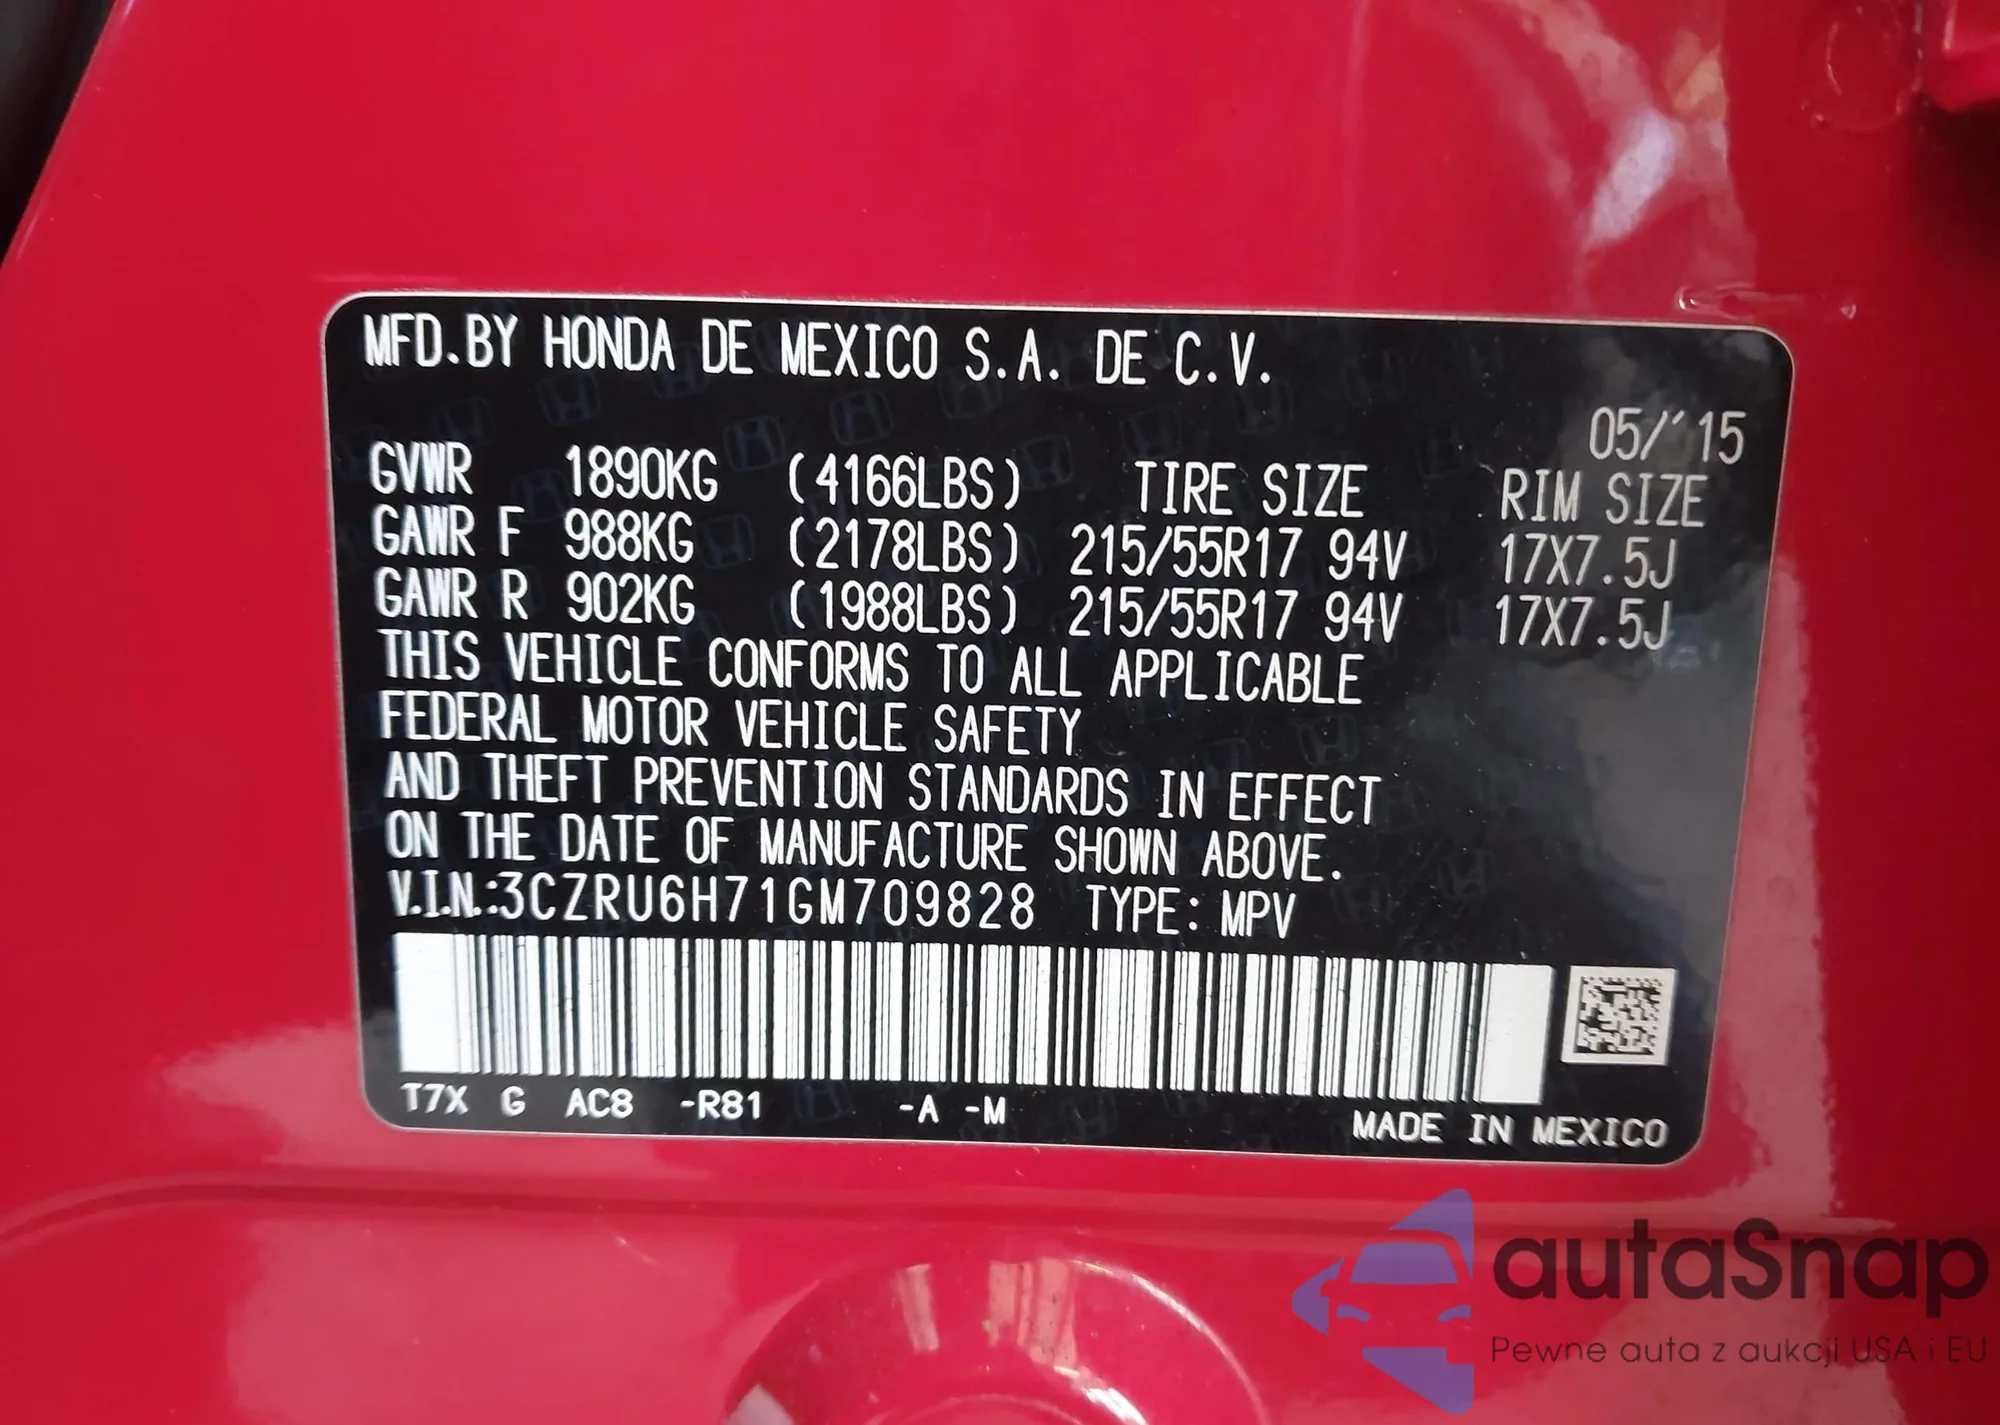 MFD.BY HONDA DE MEXICO S.A. DE C.V.
05/'15
GVWR 1890KG (4166LBS) TIRE SIZE RIM SIZE
GAWR F 988KG (2178LBS) 215/55R17 94V 17X7.5J
GAWR R 902KG (1988LBS) 215/55R17 94V 17X7.5J
THIS VEHICLE CONFORMS TO ALL APPLICABLE
FEDERAL MOTOR VEHICLE SAFETY
AND THEFT PREVENTION STANDARDS IN EFFECT
ON THE DATE OF MANUFACTURE SHOWN ABOVE.
V.I.N.:3CZRU6H71GM709828 TYPE: MPV
T7X G AC8 -R81 -A -M
MADE IN MEXICO
autaSnap
Pewne auta z aukcji USA i EU